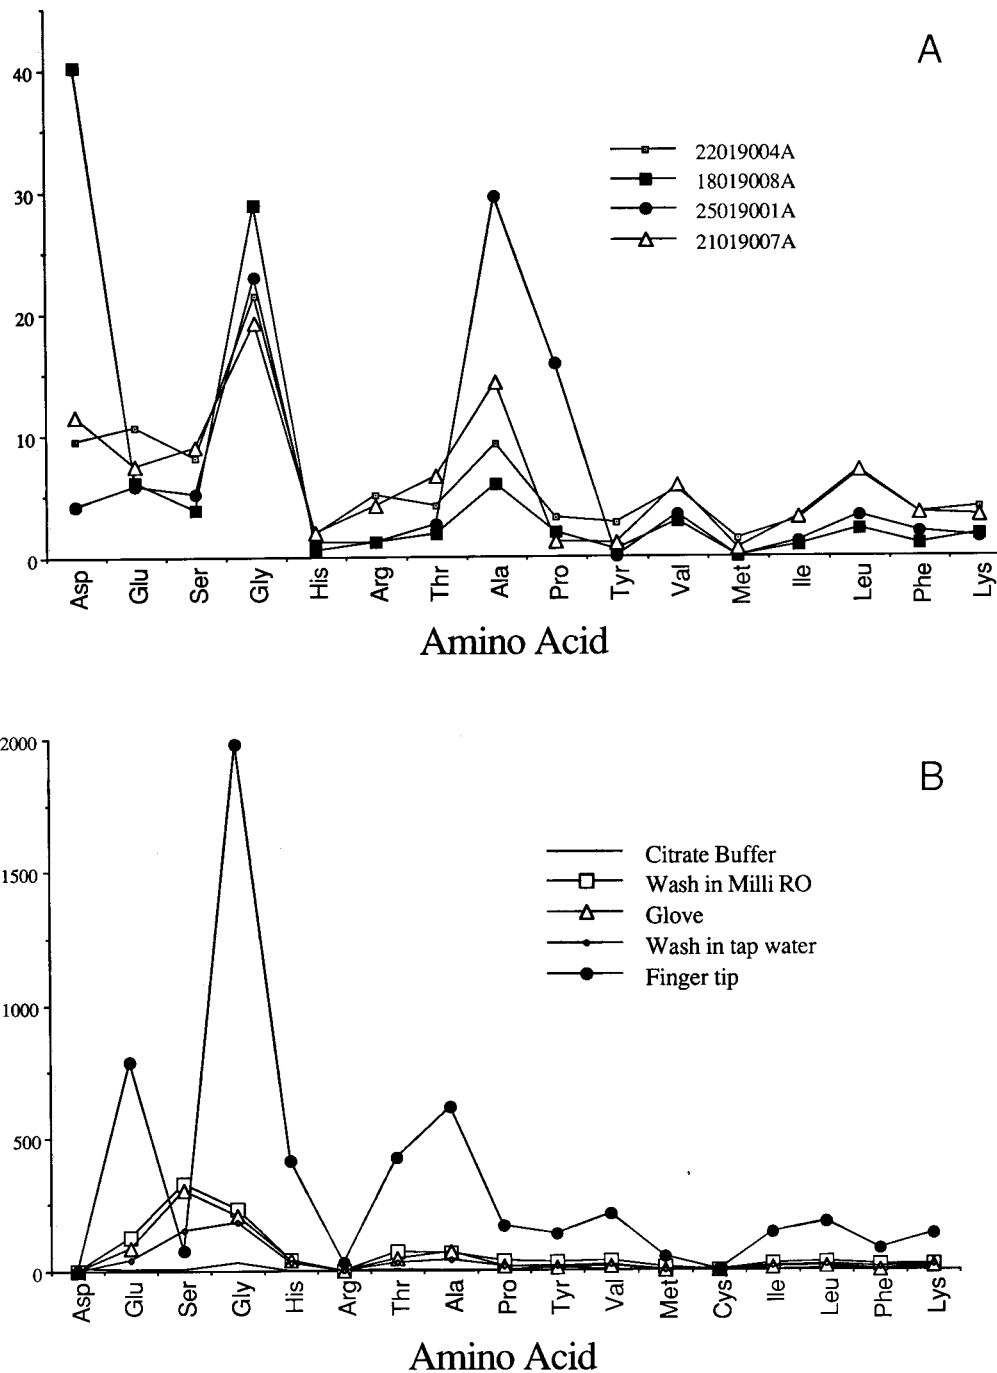 A
40
30
20
10
0
22019004A
18019008A
25019001A
21019007A
Asp Glu Ser Gly His Arg Thr Ala Pro Tyr Val Met Ile Leu Phe Lys
Amino Acid
B
2000
1500
1000
500
0
Citrate Buffer
Wash in Milli RO
Glove
Wash in tap water
Finger tip
Asp Glu Ser Gly His Arg Thr Ala Pro Tyr Val Met Cys Ile Leu Phe Lys
Amino Acid